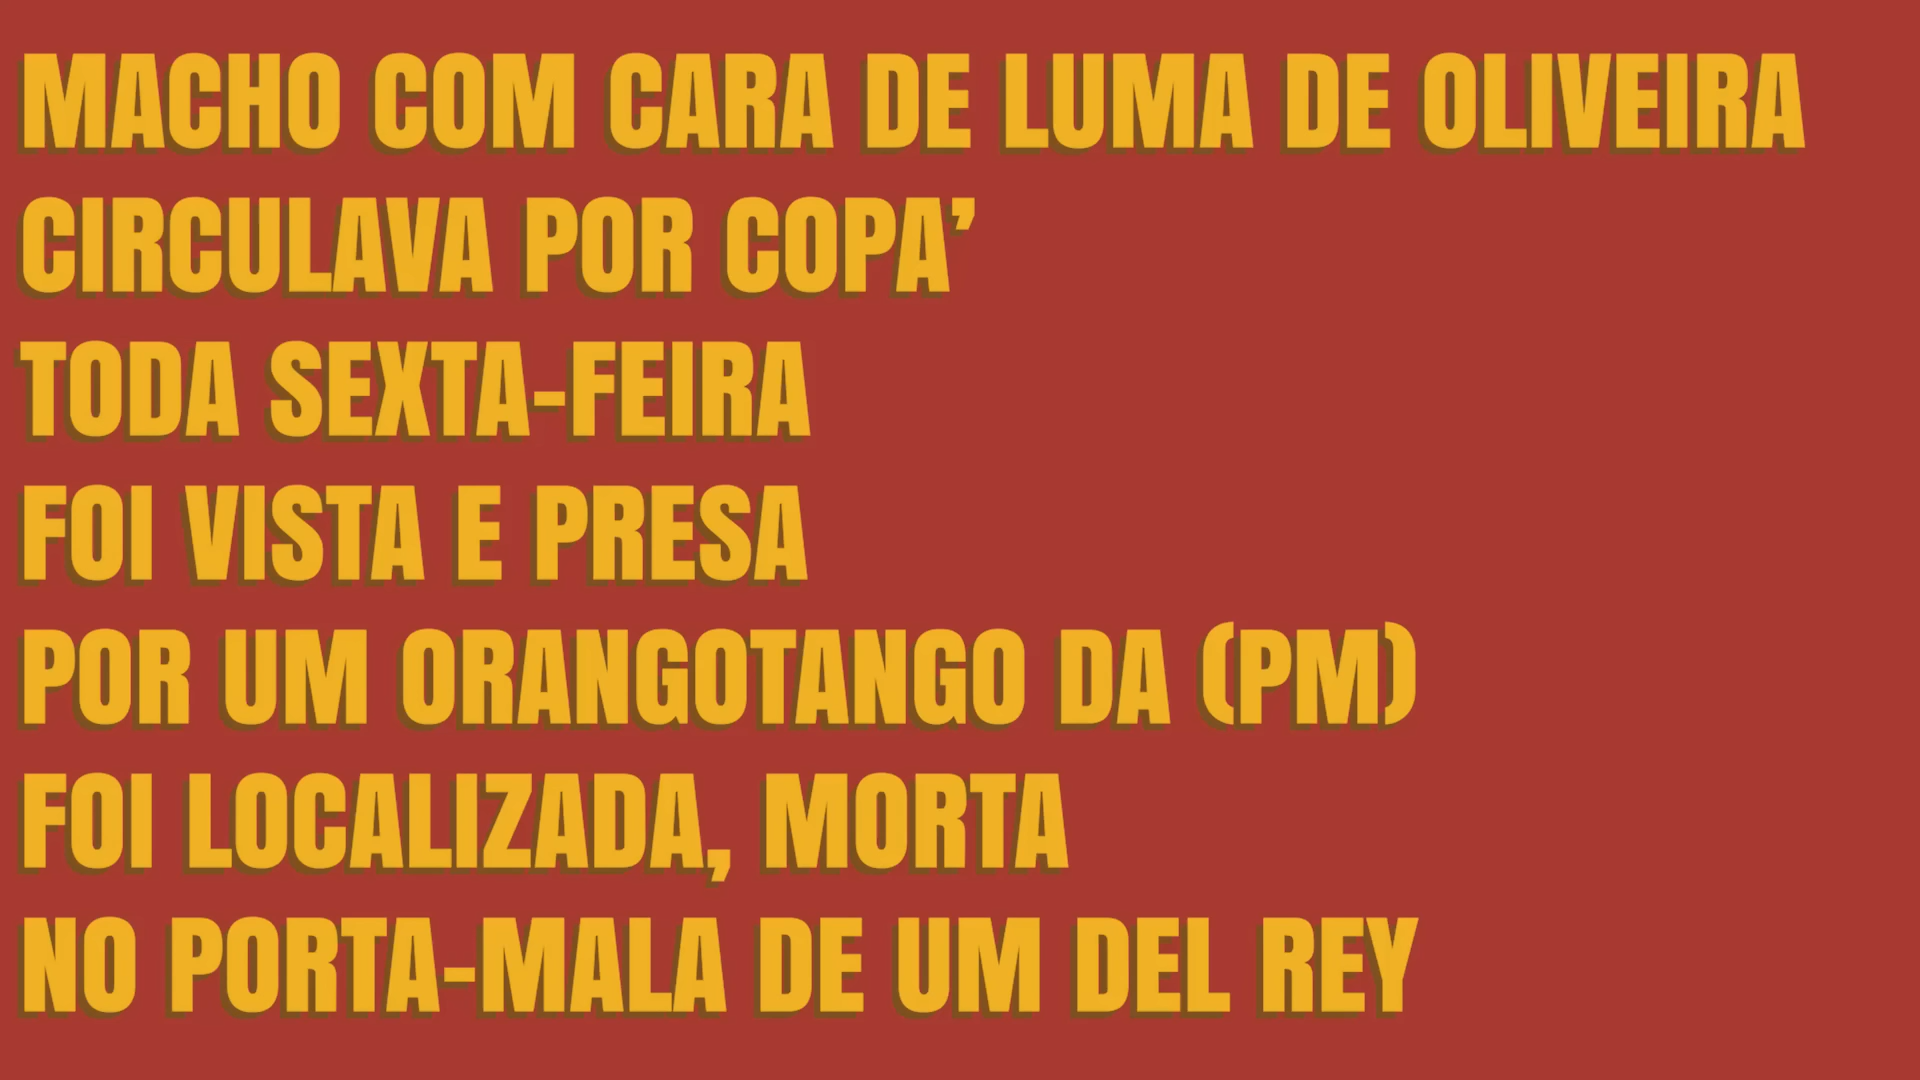 MACHO COM CARA DE LUMA DE OLIVEIRA
CIRCULAVA POR COPA’
TODA SEXTA-FEIRA
FOI VISTA E PRESA
POR UM ORANGOTANGO DA (PM)
FOI LOCALIZADA, MORTA
NO PORTA-MALA DE UM DEL REY